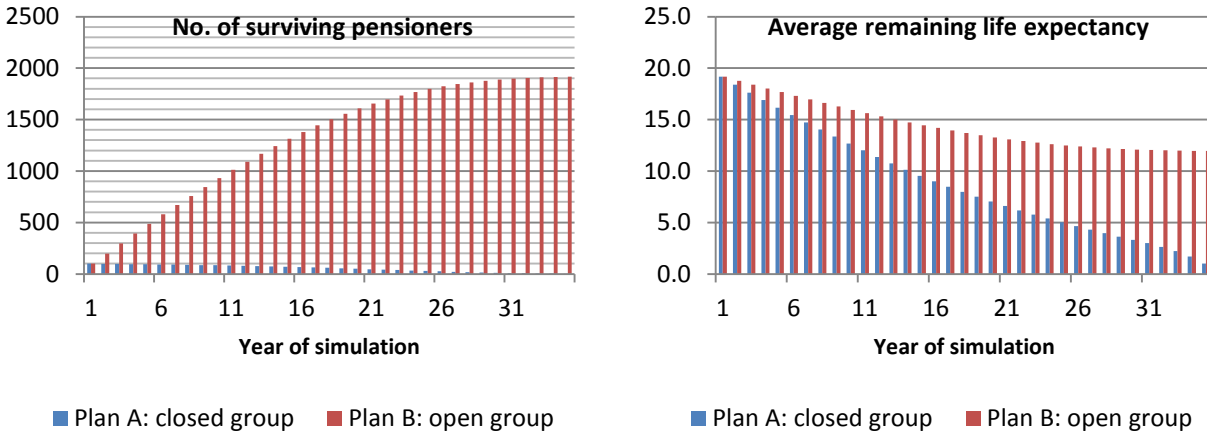 No. of surviving pensioners
2500
2000
1500
1000
500
0
1 6 11 16 21 26 31
Year of simulation
Plan A: closed group Plan B: open group
Average remaining life expectancy
25.0
20.0
15.0
10.0
5.0
0.0
1 6 11 16 21 26 31
Year of simulation
Plan A: closed group Plan B: open group